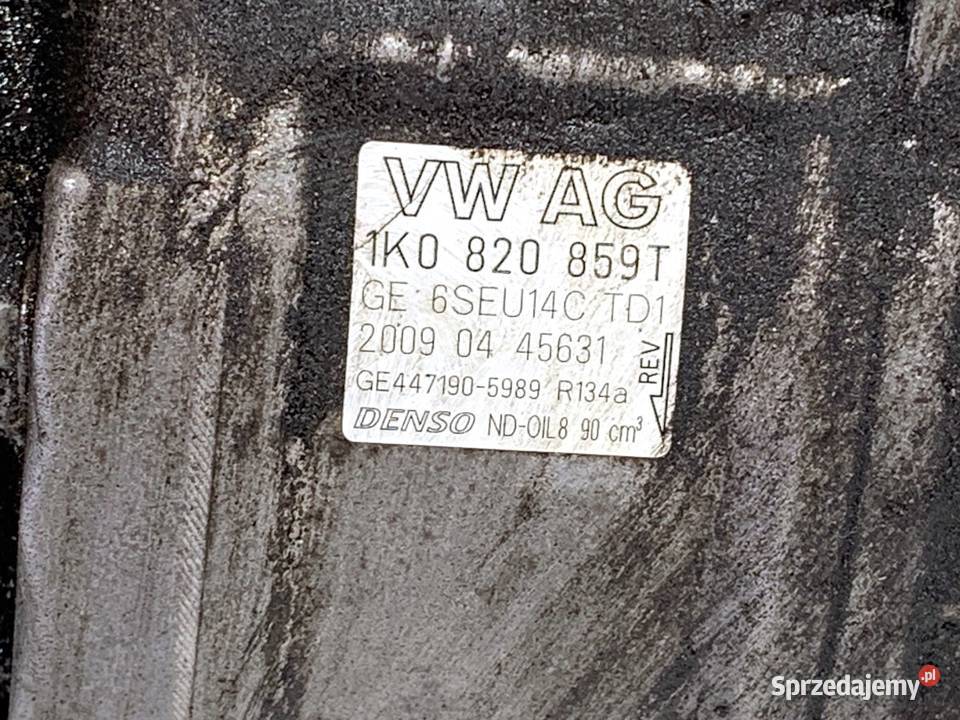 VW AG
1K0 820 859T
GE 6SEU14C TD1
2009 04 45631
GE447190-5989 R134a
REV
DENSO ND-OIL8 90 cm³
Sprzedajemy.pl